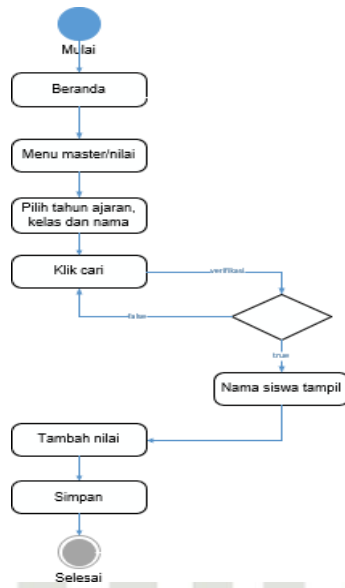 Mulai
Beranda
Menu master/nilai
Pilih tahun ajaran,
kelas dan nama
Klik cari
verifikasi
false
true
Nama siswa tampil
Tambah nilai
Simpan
Selesai